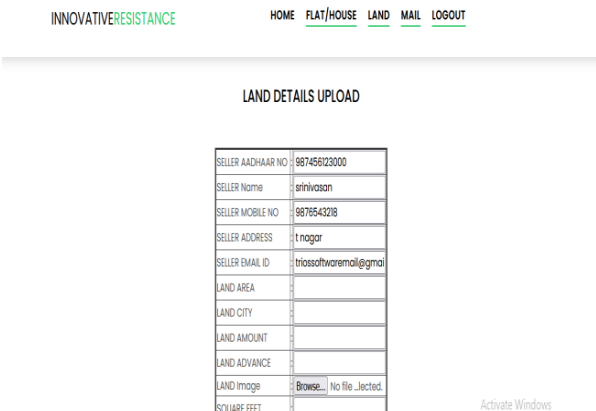 INNOVATIVERESISTANCE HOME FLAT/HOUSE LAND MAIL LOGOUT
LAND DETAILS UPLOAD
SELLER AADHAAR NO : 987456123000
SELLER Name : srinivasan
SELLER MOBILE NO : 9876543218
SELLER ADDRESS : t nagar
SELLER EMAIL ID : triossoftwaremail@gmai
LAND AREA :
LAND CITY :
LAND AMOUNT :
LAND ADVANCE :
LAND Image : Browse... No file ...lected.
SQUARE FEET :
Activate Windows